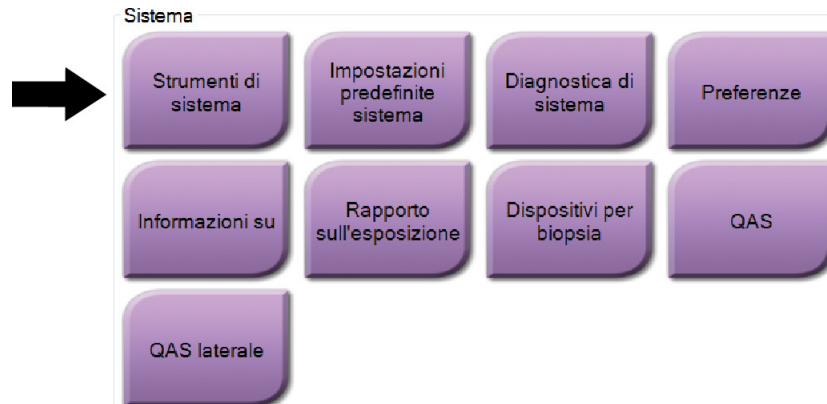 Sistema
Strumenti di
sistema
Impostazioni
predefinite
sistema
Diagnostica di
sistema
Preferenze
Informazioni su
Rapporto
sull'esposizione
Dispositivi per
biopsia
QAS
QAS laterale